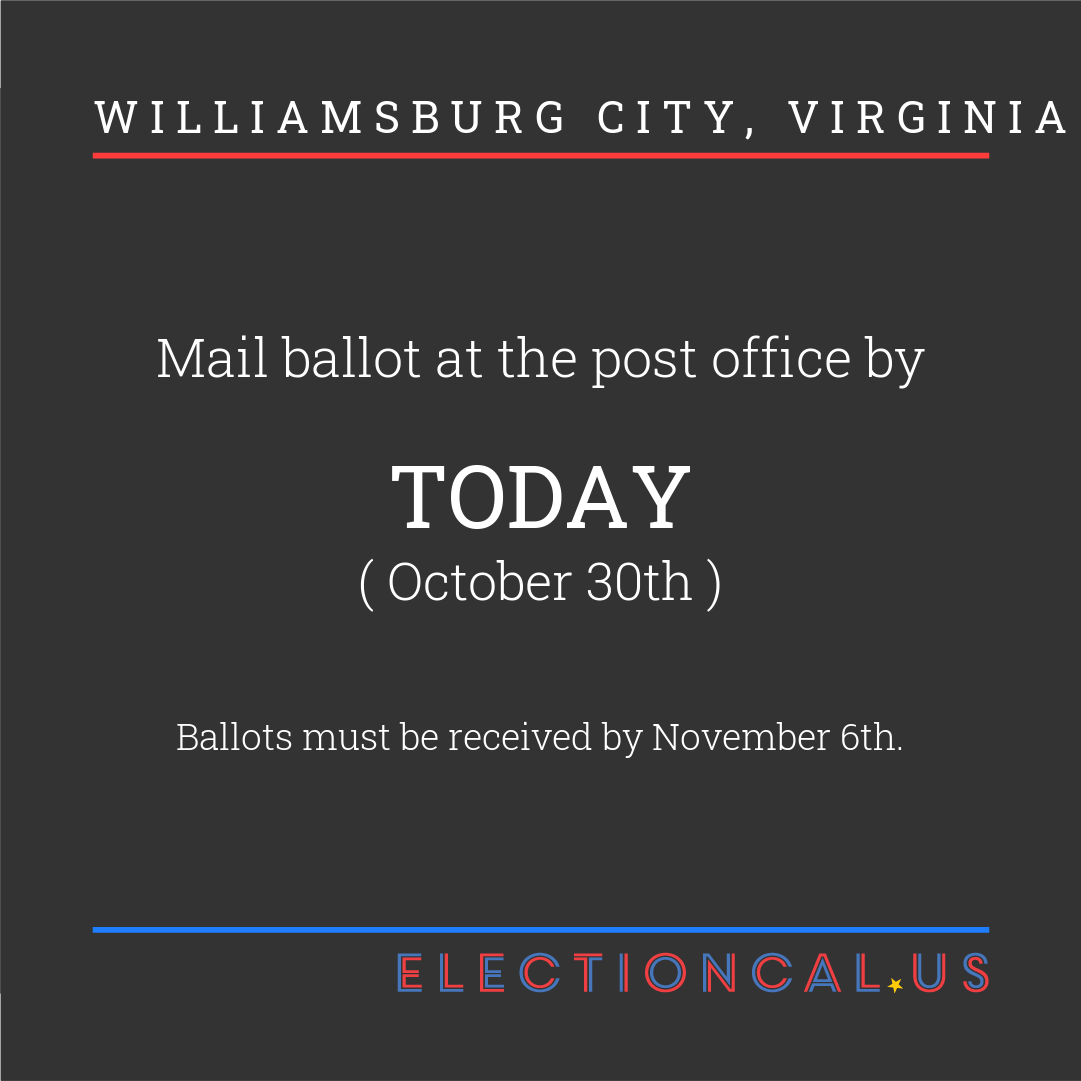 WILLIAMSBURG CITY, VIRGINIA
Mail ballot at the post office by
TODAY
( October 30th )
Ballots must be received by November 6th.
ELECTIONCAL.US